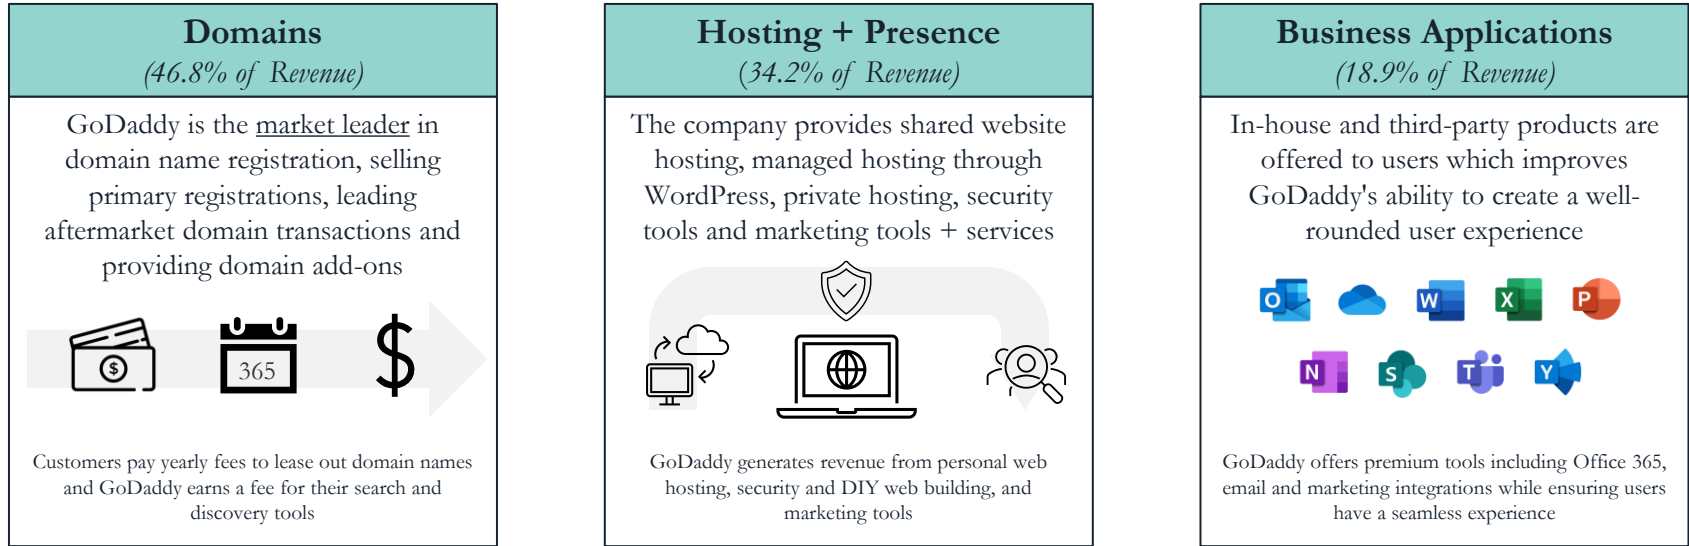 Domains
(46.8% of Revenue)
GoDaddy is the market leader in
domain name registration, selling
primary registrations, leading
aftermarket domain transactions and
providing domain add-ons
$
365
$
Customers pay yearly fees to lease out domain names
and GoDaddy earns a fee for their search and
discovery tools
Hosting + Presence
(34.2% of Revenue)
The company provides shared website
hosting, managed hosting through
WordPress, private hosting, security
tools and marketing tools + services
GoDaddy generates revenue from personal web
hosting, security and DIY web building, and
marketing tools
Business Applications
(18.9% of Revenue)
In-house and third-party products are
offered to users which improves
GoDaddy's ability to create a well-
rounded user experience
O W X P
N S T Y
GoDaddy offers premium tools including Office 365,
email and marketing integrations while ensuring users
have a seamless experience